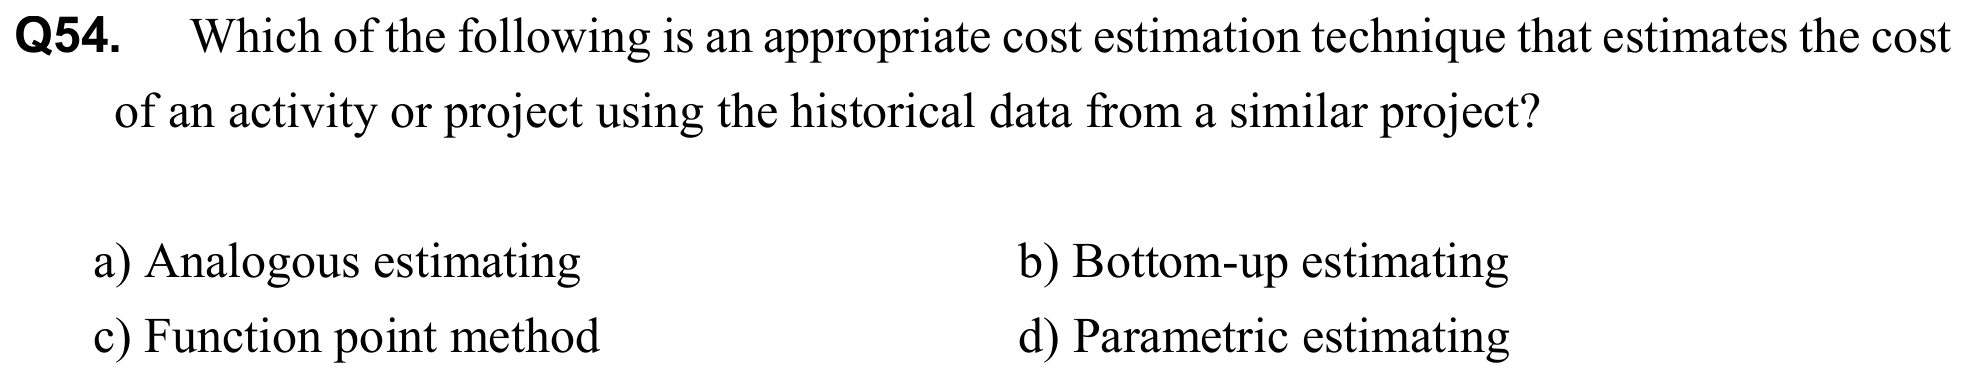 Q54. Which of the following is an appropriate cost estimation technique that estimates the cost
of an activity or project using the historical data from a similar project?
a) Analogous estimating b) Bottom-up estimating
c) Function point method d) Parametric estimating